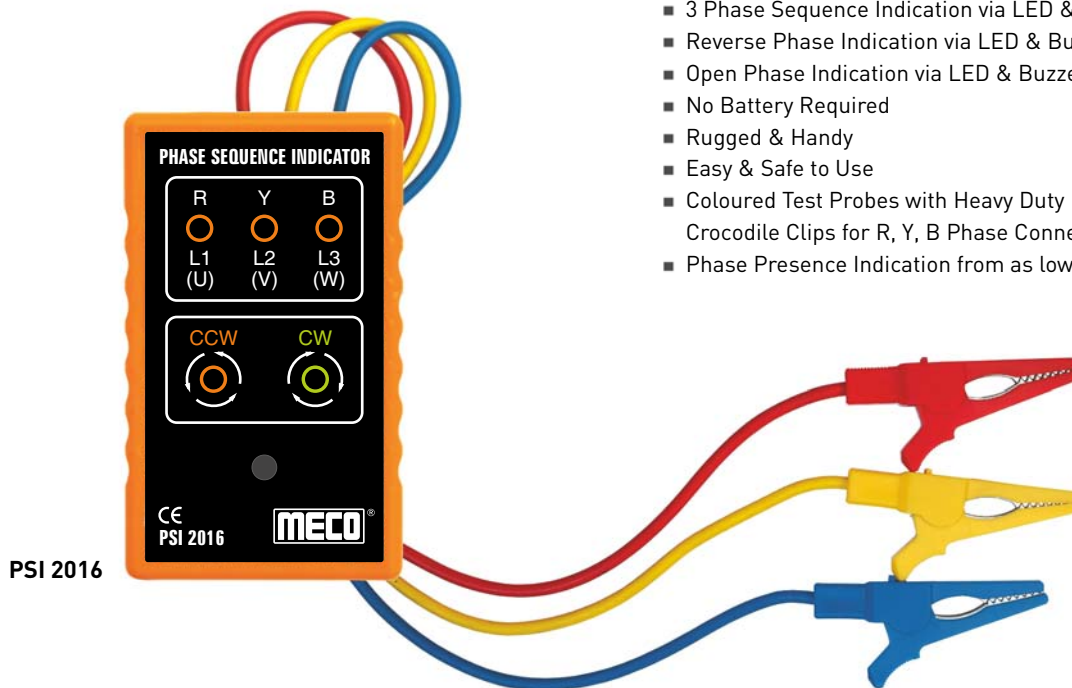 3 Phase Sequence Indication via LED &
Reverse Phase Indication via LED & Bu
Open Phase Indication via LED & Buzze
No Battery Required
Rugged & Handy
Easy & Safe to Use
Coloured Test Probes with Heavy Duty
Crocodile Clips for R, Y, B Phase Conne
Phase Presence Indication from as low
PHASE SEQUENCE INDICATOR
R Y B
L1 L2 L3
(U) (V) (W)
CCW CW
CE
PSI 2016
MECO®
PSI 2016